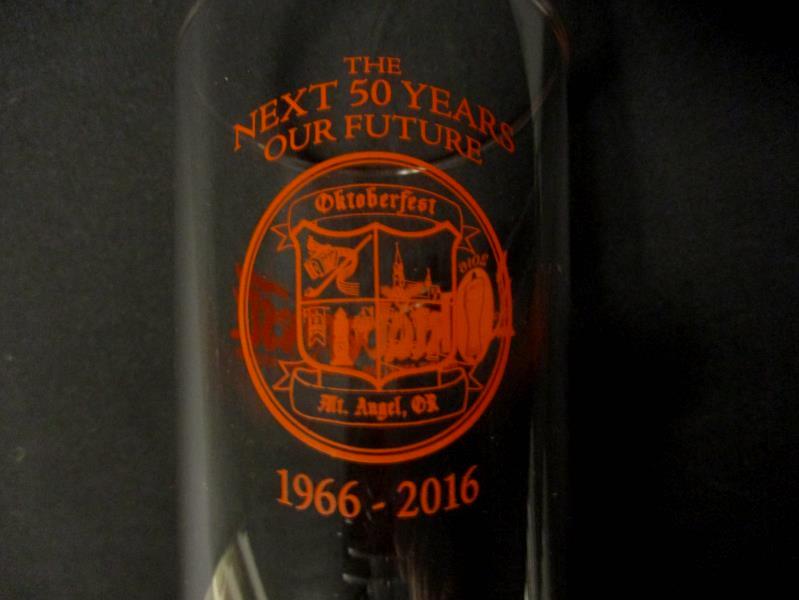 THE
NEXT 50 YEARS
OUR FUTURE
Oktoberfest
Mt. Angel, OR
1966 - 2016